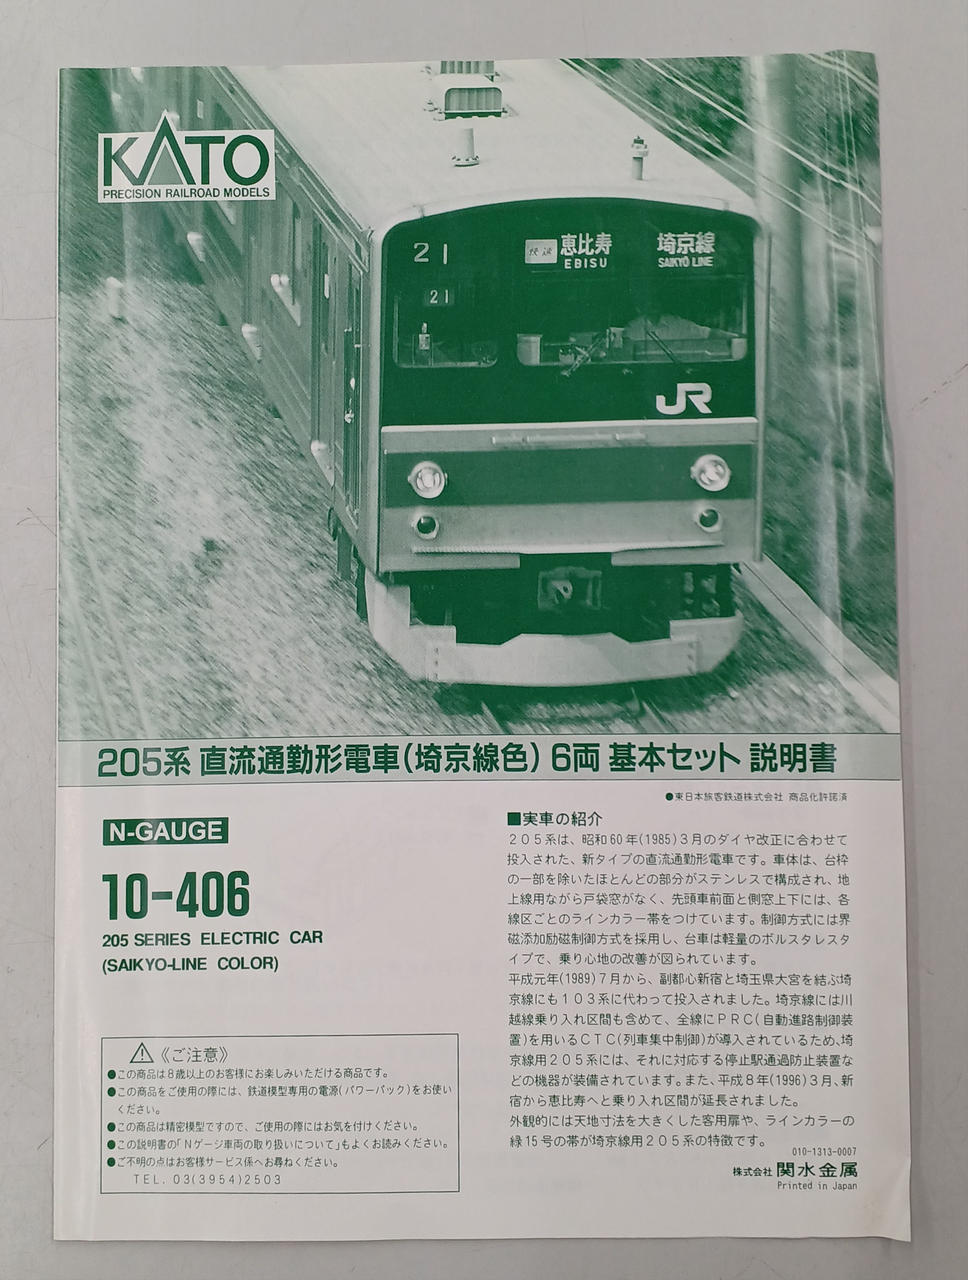 KATO
PRECISION RAILROAD MODELS
21
快速 恵比寿
EBISU
埼京線
SAIKYO LINE
21
JR
205系 直流通勤形電車(埼京線色) 6両 基本セット 説明書
●東日本旅客鉄道株式会社 商品化許諾済
N-GAUGE
10-406
205 SERIES ELECTRIC CAR
(SAIKYO-LINE COLOR)
⚠《ご注意》
●この商品は8歳以上のお客様にお楽しみいただける商品です。
●この商品をご使用の際には、鉄道模型専用の電源(パワーパック)をお使い
ください。
●この商品は精密模型ですので、ご使用の際にはお気を付けください。
●この説明書の「Nゲージ車両の取り扱いについて」もよくお読みください。
●ご不明の点はお客様サービス係へお尋ねください。
TEL. 03(3954)2503
■実車の紹介
205系は、昭和60年(1985)3月のダイヤ改正に合わせて
投入された、新タイプの直流通勤形電車です。車体は、台枠
の一部を除いたほとんどの部分がステンレスで構成され、地
上線用ながら戸袋窓がなく、先頭車前面と側窓上下には、各
線区ごとのラインカラー帯をつけています。制御方式には界
磁添加励磁制御方式を採用し、台車は軽量のボルスタレスタ
イプで、乗り心地の改善が図られています。
平成元年(1989)7月から、副都心新宿と埼玉県大宮を結ぶ埼
京線にも103系に代わって投入されました。埼京線には川
越線乗り入れ区間も含めて、全線にPRC(自動進路制御装
置)を用いるCTC(列車集中制御)が導入されているため、埼
京線用205系には、それに対応する停止駅通過防止装置な
どの機器が装備されています。また、平成8年(1996)3月、新
宿から恵比寿へと乗り入れ区間が延長されました。
外観的には天地寸法を大きくした客用扉や、ラインカラーの
緑15号の帯が埼京線用205系の特徴です。
010-1313-0007
株式会社 関水金属
Printed in Japan